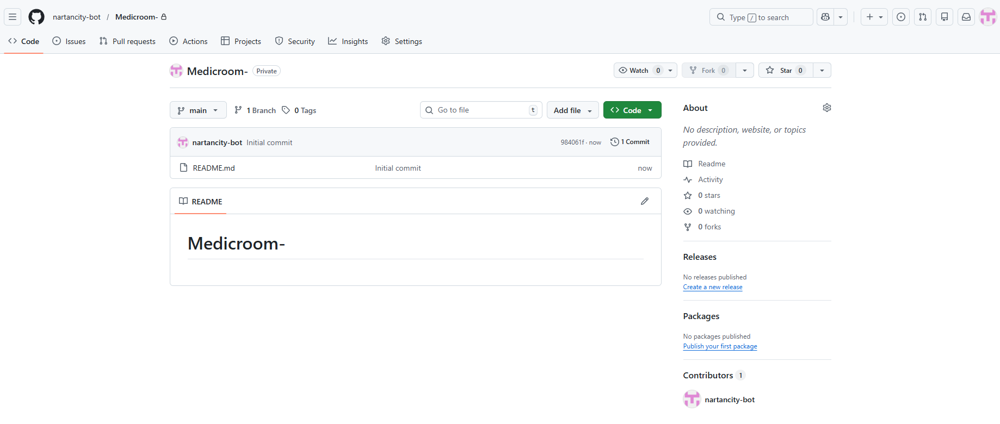 nartancity-bot / Medicroom-
Type / to search
Code Issues Pull requests Actions Projects Security Insights Settings
Medicroom- Private
Watch 0 Fork 0 Star 0
main 1 Branch 0 Tags
Go to file t Add file Code
nartancity-bot Initial commit 984061f · now 1 Commit
README.md Initial commit now
README
Medicroom-
About
No description, website, or topics
provided.
Readme
Activity
0 stars
0 watching
0 forks
Releases
No releases published
Create a new release
Packages
No packages published
Publish your first package
Contributors 1
nartancity-bot